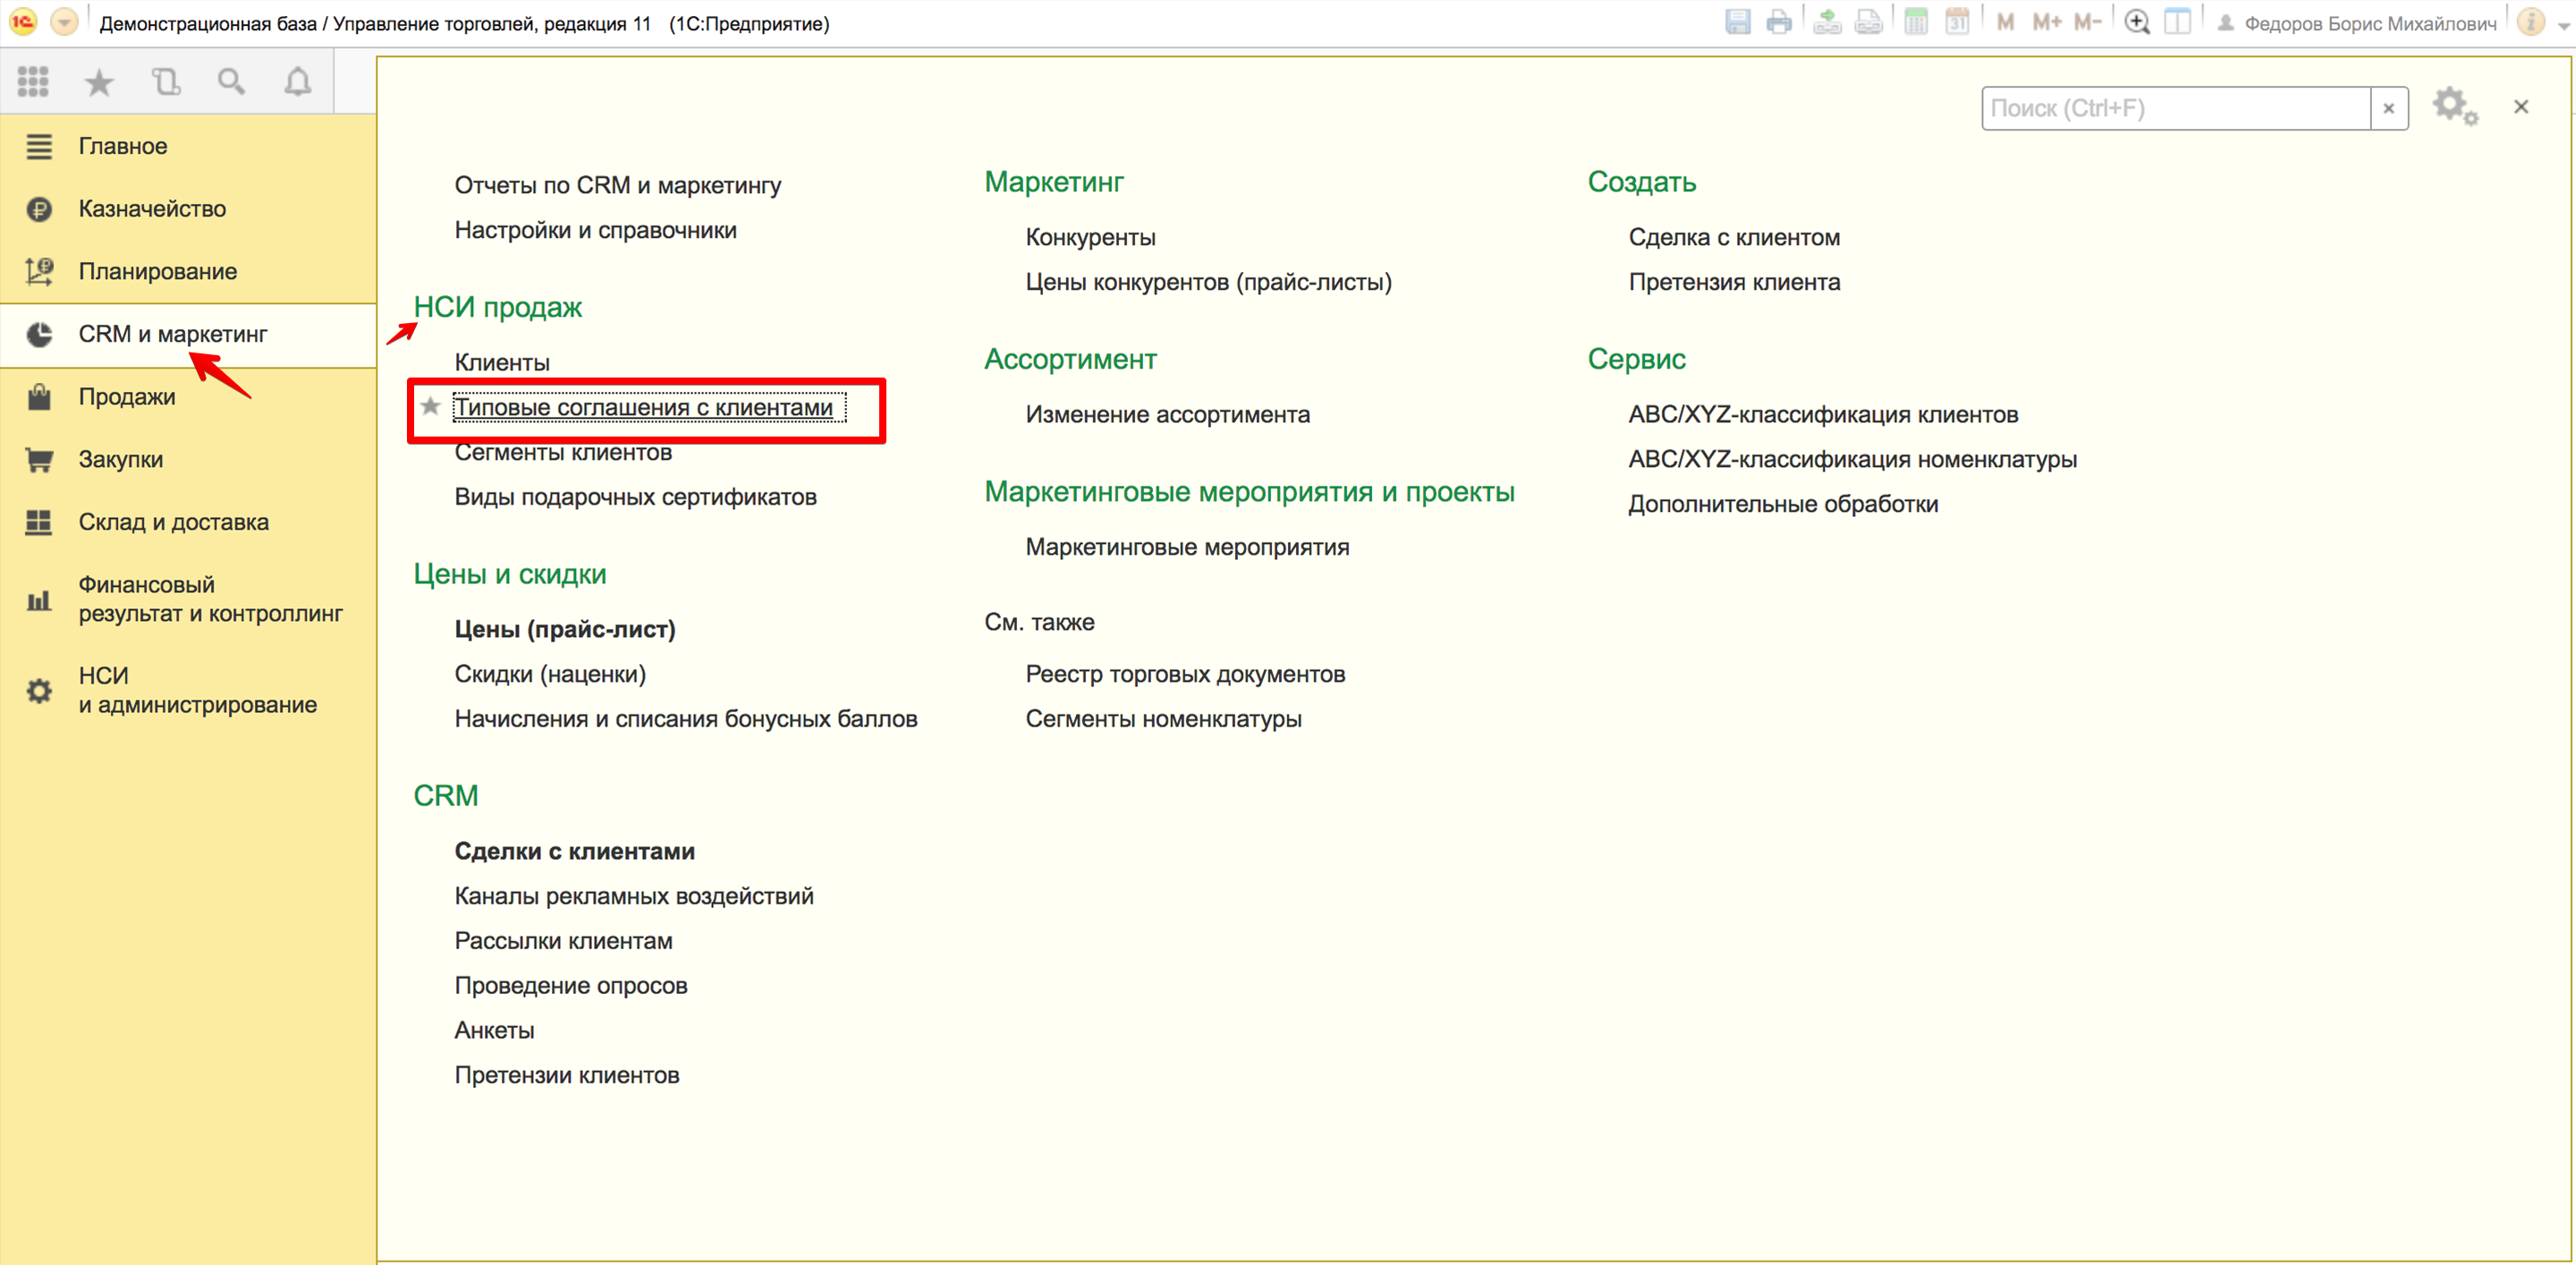 Демонстрационная база / Управление торговлей, редакция 11 (1С:Предприятие)
31
M
M+
M-
Федоров Борис Михайлович
Поиск (Ctrl+F)
Главное
Казначейство
Планирование
CRM и маркетинг
Продажи
Закупки
Склад и доставка
Финансовый
результат и контроллинг
НСИ
и администрирование
Отчеты по CRM и маркетингу
Настройки и справочники
НСИ продаж
Клиенты
Типовые соглашения с клиентами
Сегменты клиентов
Виды подарочных сертификатов
Цены и скидки
Цены (прайс-лист)
Скидки (наценки)
Начисления и списания бонусных баллов
CRM
Сделки с клиентами
Каналы рекламных воздействий
Рассылки клиентам
Проведение опросов
Анкеты
Претензии клиентов
Маркетинг
Конкуренты
Цены конкурентов (прайс-листы)
Ассортимент
Изменение ассортимента
Маркетинговые мероприятия и проекты
Маркетинговые мероприятия
См. также
Реестр торговых документов
Сегменты номенклатуры
Создать
Сделка с клиентом
Претензия клиента
Сервис
ABC/XYZ-классификация клиентов
ABC/XYZ-классификация номенклатуры
Дополнительные обработки